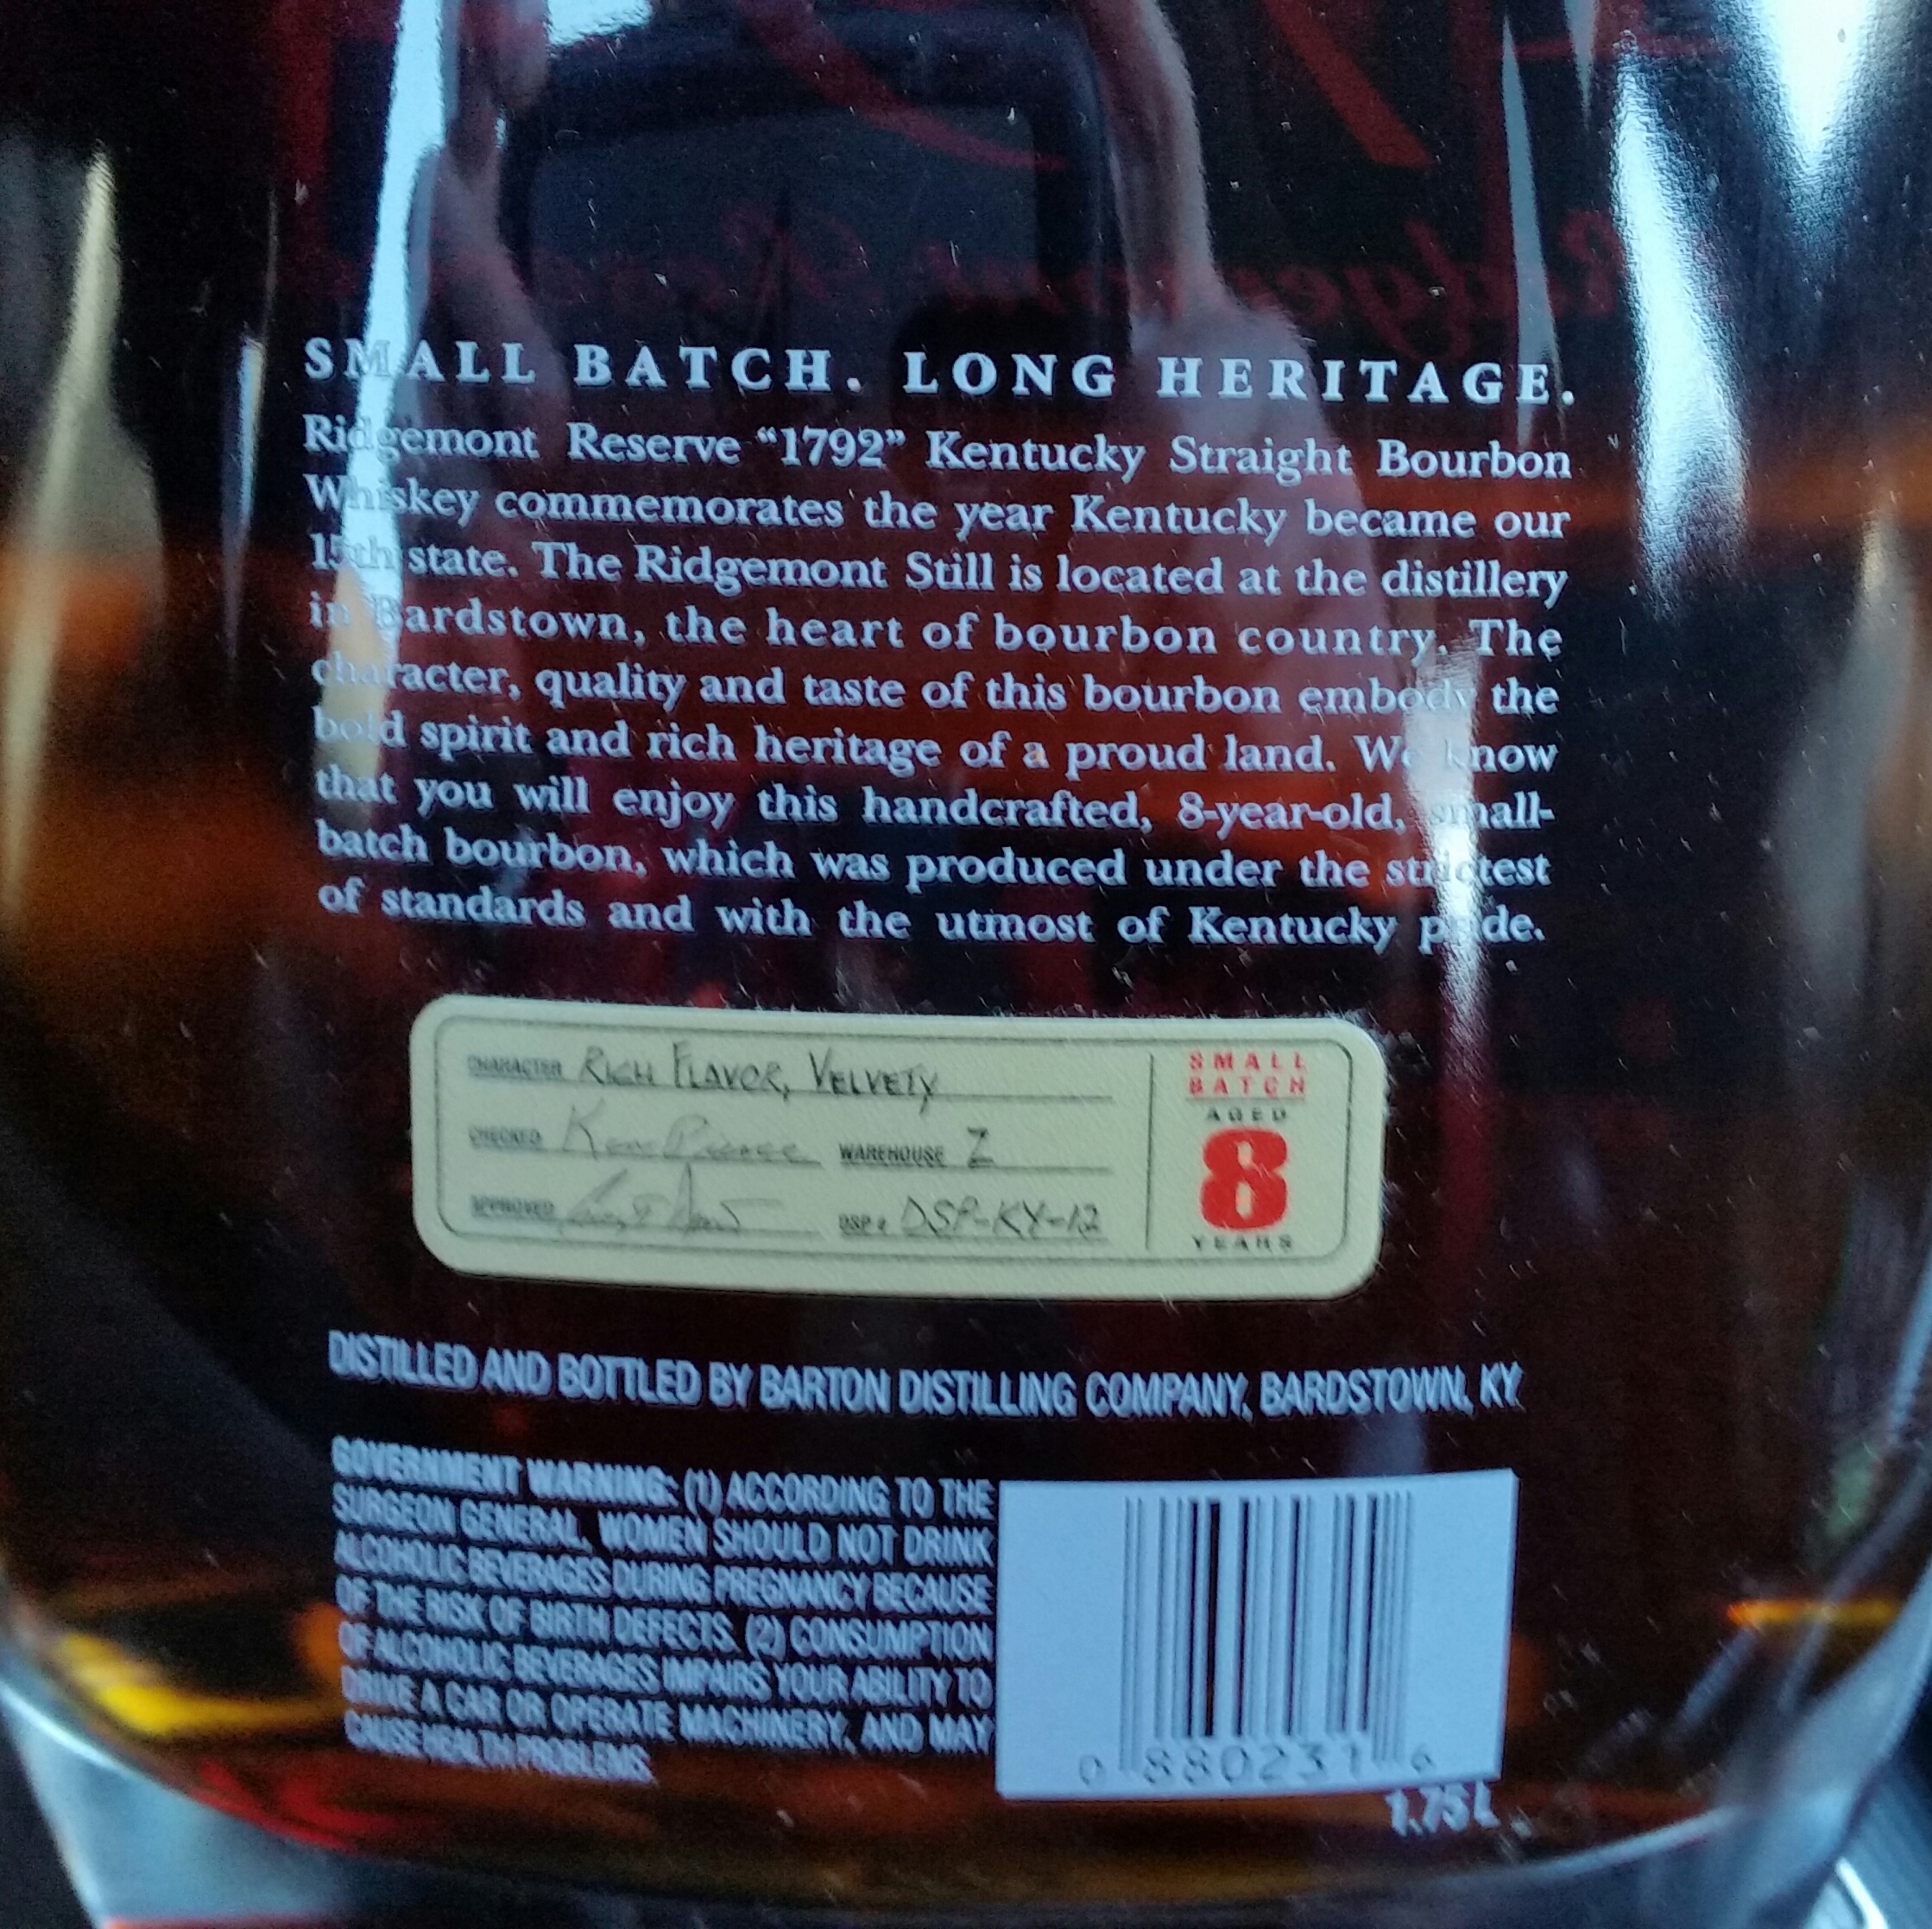 SMALL BATCH. LONG HERITAGE.
Ridgemont Reserve “1792” Kentucky Straight Bourbon
Whiskey commemorates the year Kentucky became our
15th state. The Ridgemont Still is located at the distillery
in Bardstown, the heart of bourbon country. The
character, quality and taste of this bourbon embody the
bold spirit and rich heritage of a proud land. We know
that you will enjoy this handcrafted, 8-year-old, small-
batch bourbon, which was produced under the strictest
of standards and with the utmost of Kentucky pride.
CHARACTER RICH FLAVOR, VELVETY
CHECKED Ken Pierce WAREHOUSE Z
APPROVED DSP # DSP-KY-12
SMALL
BATCH
AGED
8
YEARS
DISTILLED AND BOTTLED BY BARTON DISTILLING COMPANY, BARDSTOWN, KY
GOVERNMENT WARNING: (1) ACCORDING TO THE
SURGEON GENERAL, WOMEN SHOULD NOT DRINK
ALCOHOLIC BEVERAGES DURING PREGNANCY BECAUSE
OF THE RISK OF BIRTH DEFECTS. (2) CONSUMPTION
OF ALCOHOLIC BEVERAGES IMPAIRS YOUR ABILITY TO
DRIVE A CAR OR OPERATE MACHINERY, AND MAY
CAUSE HEALTH PROBLEMS.
0 880231 6
1.75 L